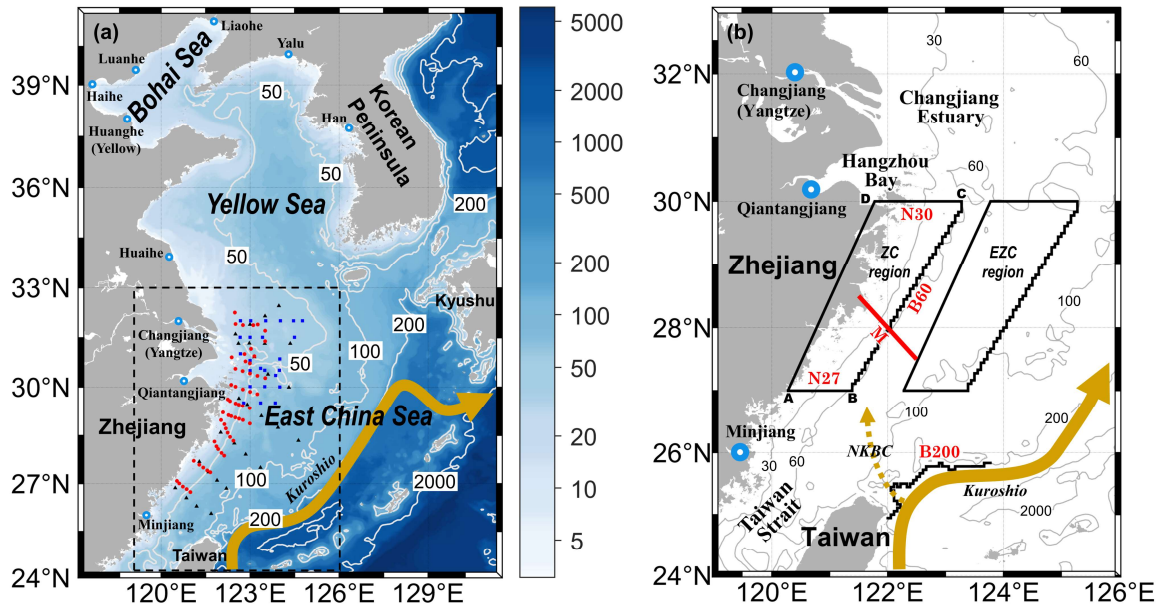 (a)
Liaohe
Luanhe
Yalu
39°N
Haihe
Bohai Sea
50
Huanghe
(Yellow)
Han
Korean
Peninsula
50
36°N
Yellow Sea
200
Huaihe
50
33°N
Kyushu
Changjiang
(Yangtze)
200
100
50
30°N
Qiantangjiang
East China Sea
Zhejiang
Kuroshio
100
2000
27°N
Minjiang
200
Taiwan
24°N
120°E
123°E
126°E
129°E
5000
2000
1000
500
200
100
50
20
10
5
(b)
30
60
32°N
Changjiang
(Yangtze)
Changjiang
Estuary
Hangzhou
Bay
60
30°N
Qiantangjiang
D
C
N30
Zhejiang
ZC
region
EZC
region
B60
100
28°N
M
N27
A
B
100
Minjiang
NKBC
B200
200
26°N
30
60
Kuroshio
2000
Taiwan
Strait
Taiwan
24°N
120°E
122°E
124°E
126°E